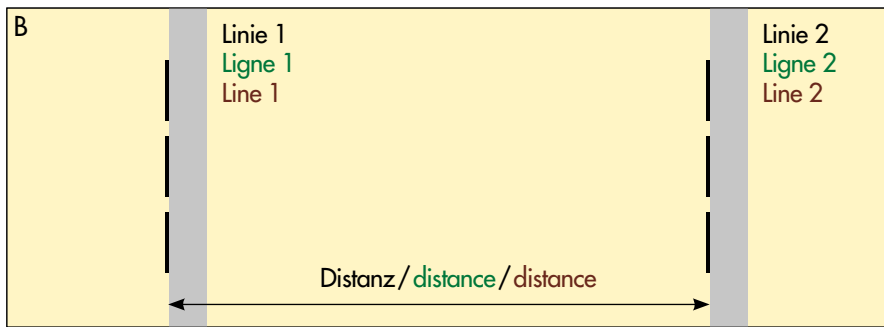 B
Linie 1
Ligne 1
Line 1
Linie 2
Ligne 2
Line 2
Distanz/distance/distance